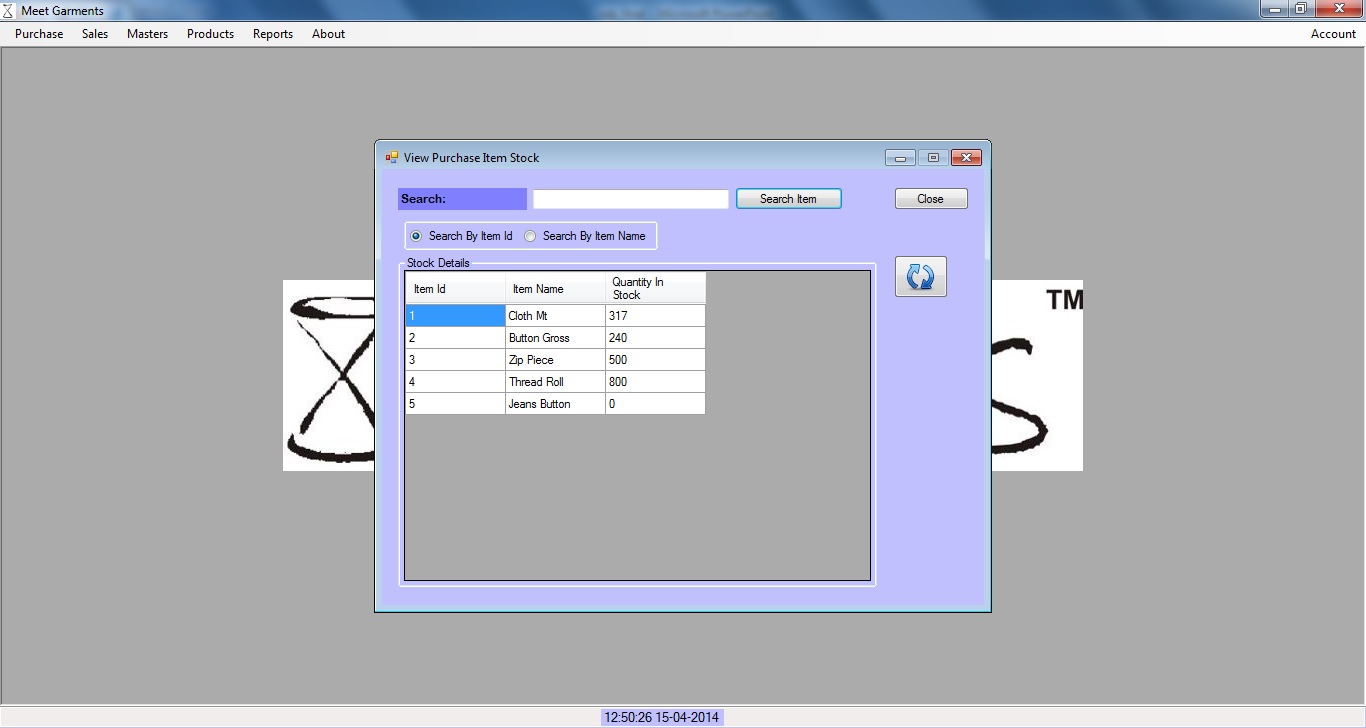 Meet Garments
Purchase Sales Masters Products Reports About Account
View Purchase Item Stock
Search: Search Item Close
Search By Item Id Search By Item Name
Stock Details
Item Id Item Name Quantity In Stock
1 Cloth Mt 317
2 Button Gross 240
3 Zip Piece 500
4 Thread Roll 800
5 Jeans Button 0
TM
S
12:50:26 15-04-2014